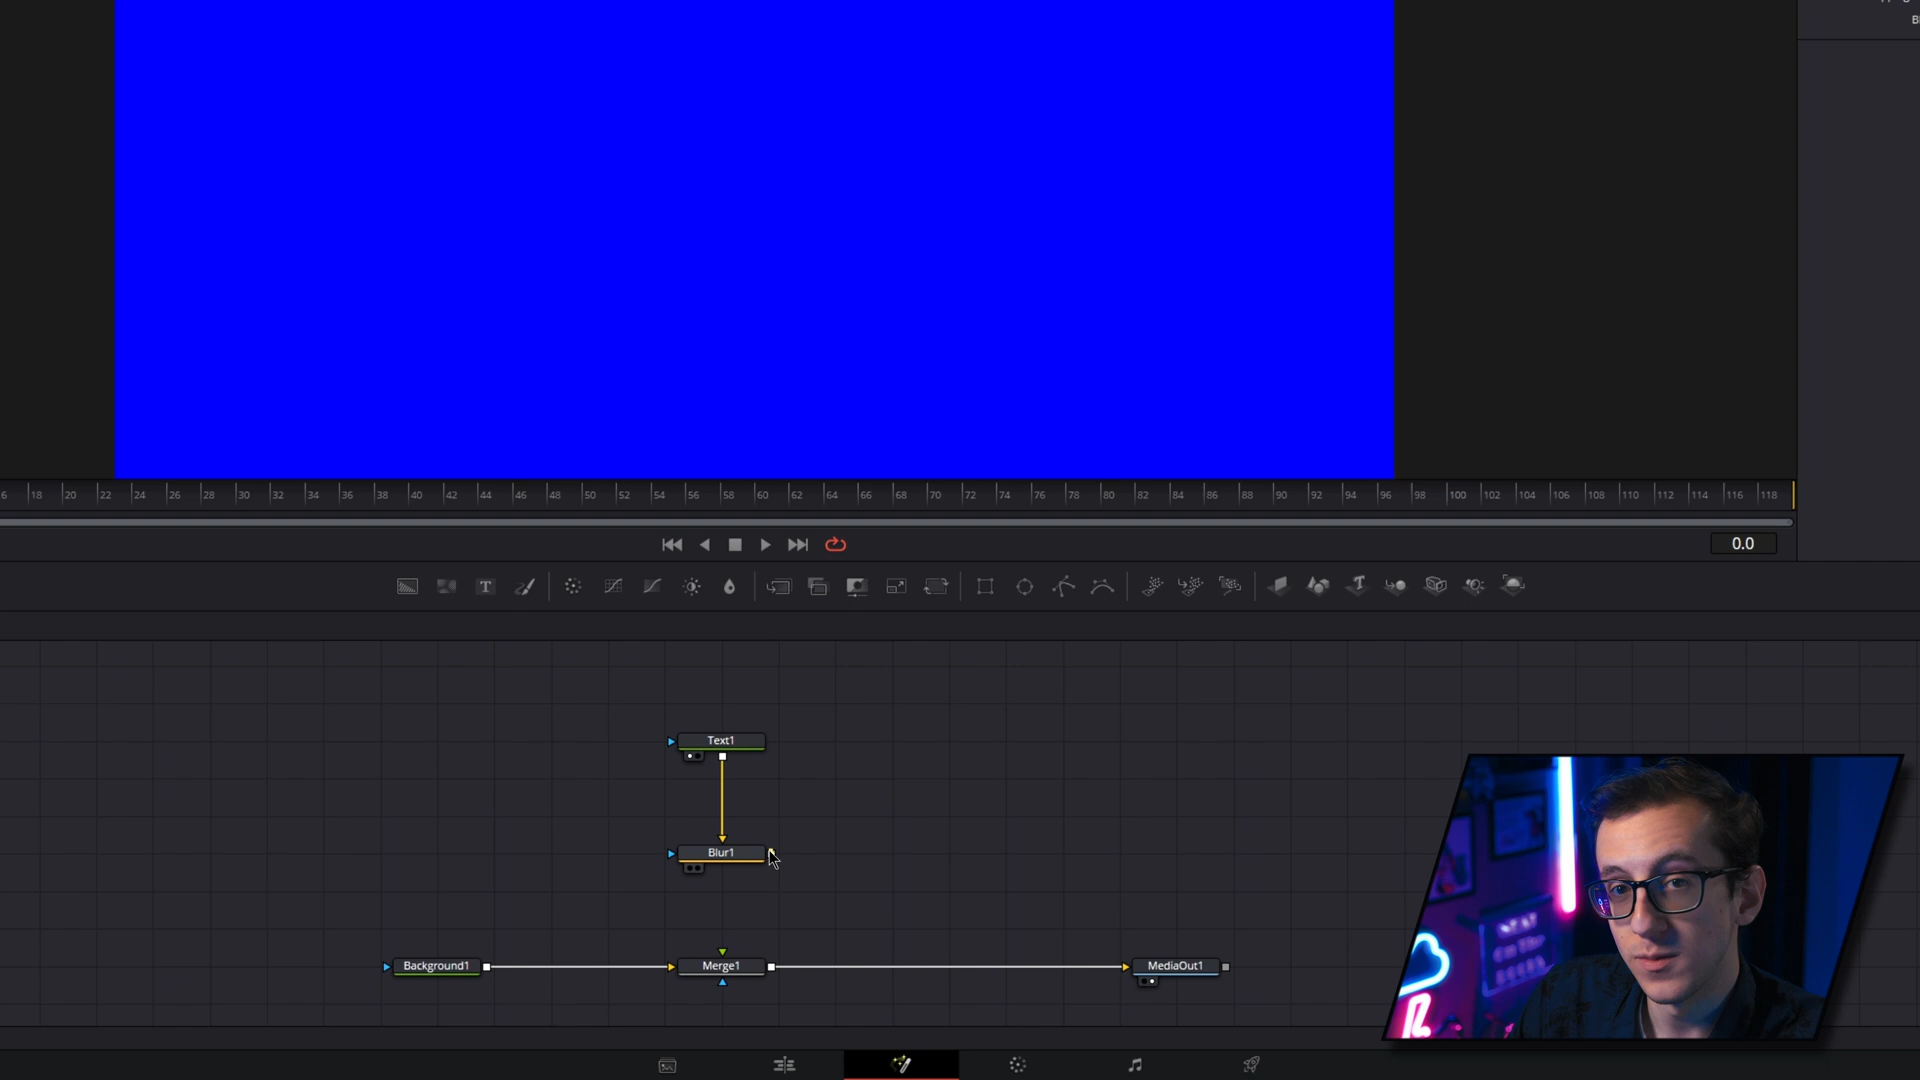 B
6 18 20 22 24 26 28 30 32 34 36 38 40 42 44 46 48 50 52 54 56 58 60 62 64 66 68 70 72 74 76 78 80 82 84 86 88 90 92 94 96 98 100 102 104 106 108 110 112 114 116 118
0.0
T
Text1
Blur1
Background1
Merge1
MediaOut1